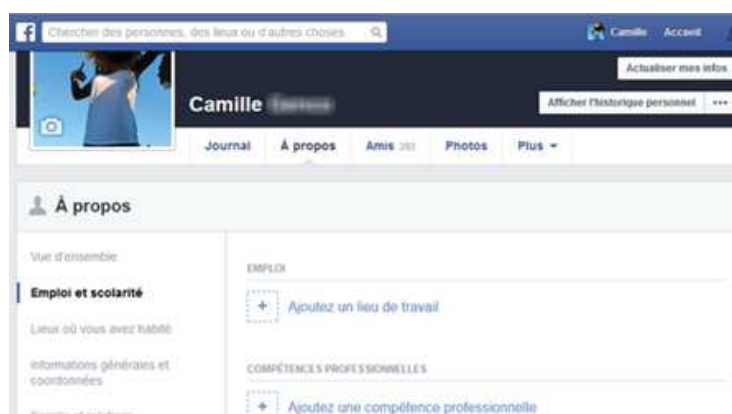 f Chercher des personnes, des lieux ou d'autres choses
Camille Accueil
Actualiser mes infos
Camille
Afficher l'historique personnel ...
Journal À propos Amis Photos Plus
À propos
Vue d'ensemble
Emploi et scolarité
Lieux où vous avez habité
Informations générales et
coordonnées
EMPLOI
+ Ajoutez un lieu de travail
COMPÉTENCES PROFESSIONNELLES
+ Ajoutez une compétence professionnelle